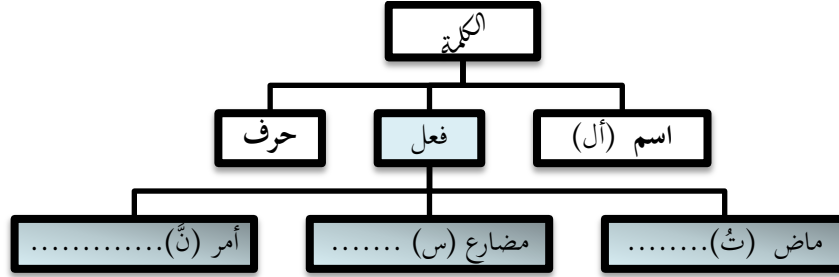 الكلمة
اسم (أل) فعل حرف
ماض (تُ)........ مضارع (س) ....... أمر (نَّ).............